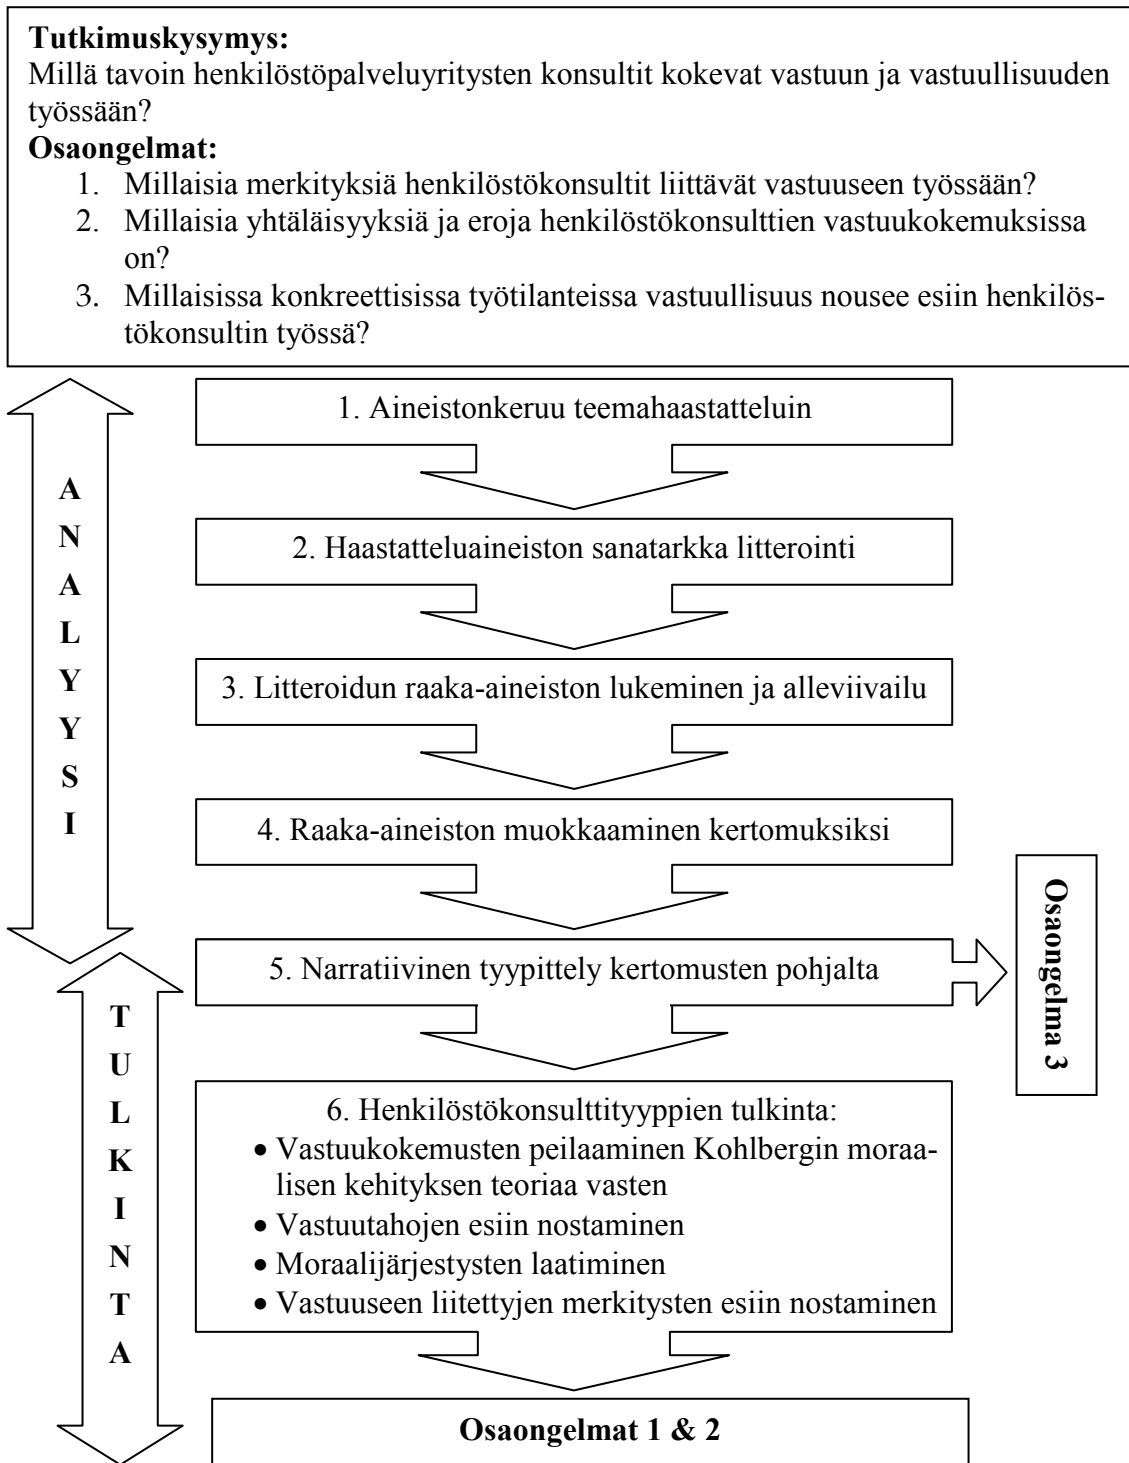 Tutkimuskysymys:
Millä tavoin henkilöstöpalveluyritysten konsultit kokevat vastuun ja vastuullisuuden
työssään?
Osaongelmat:
1. Millaisia merkityksiä henkilöstökonsultit liittävät vastuuseen työssään?
2. Millaisia yhtäläisyyksiä ja eroja henkilöstökonsulttien vastuukokemuksissa
on?
3. Millaisissa konkreettisissa työtilanteissa vastuullisuus nousee esiin henkilös-
tökonsultin työssä?
ANALYYSI
1. Aineistonkeruu teemahaastatteluin
2. Haastatteluaineiston sanatarkka litterointi
3. Litteroidun raaka-aineiston lukeminen ja alleviivailu
4. Raaka-aineiston muokkaaminen kertomuksiksi
5. Narratiivinen tyypittely kertomusten pohjalta
Osaongelma 3
TULKINTA
6. Henkilöstökonsulttityyppien tulkinta:
• Vastuukokemusten peilaaminen Kohlbergin moraa-
lisen kehityksen teoriaa vasten
• Vastuutahojen esiin nostaminen
• Moraalijärjestysten laatiminen
• Vastuuseen liitettyjen merkitysten esiin nostaminen
Osaongelmat 1 & 2